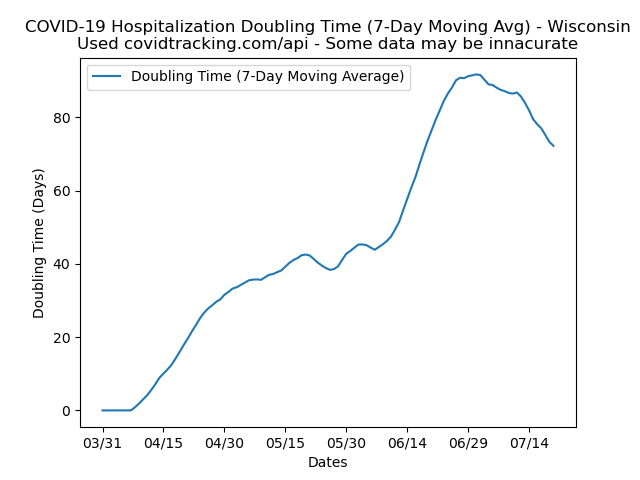 COVID-19 Hospitalization Doubling Time (7-Day Moving Avg) - Wisconsin
Used covidtracking.com/api - Some data may be innacurate
Doubling Time (7-Day Moving Average)
Doubling Time (Days)
80
60
40
20
0
03/31 04/15 04/30 05/15 05/30 06/14 06/29 07/14
Dates